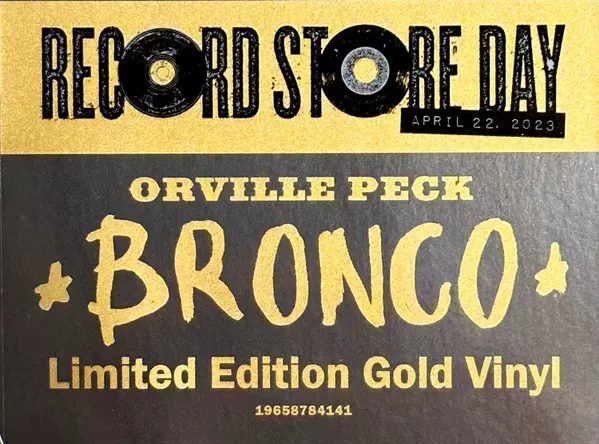 RECORD STORE DAY
APRIL 22. 2023
ORVILLE PECK
BRONCO
Limited Edition Gold Vinyl
19658784141